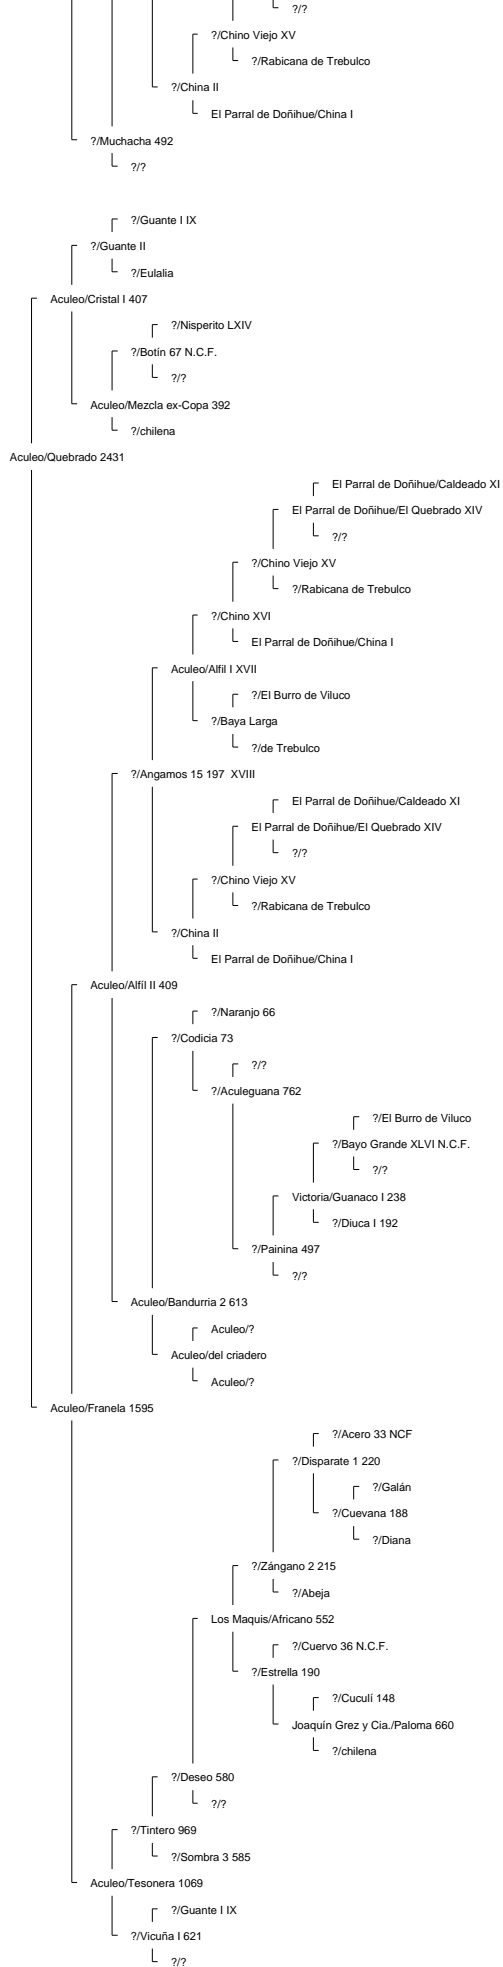 ?/?
?/Chino Viejo XV
?/Rabicana de Trebulco
?/China II
El Parral de Doñihue/China I
?/Muchacha 492
?/?
?/Guante I IX
?/Guante II
?/Eulalia
Aculeo/Cristal I 407
?/Nisperito LXIV
?/Botín 67 N.C.F.
?/?
Aculeo/Mezcla ex-Copa 392
?/chilena
Aculeo/Quebrado 2431
El Parral de Doñihue/Caldeado XI
El Parral de Doñihue/El Quebrado XIV
?/?
?/Chino Viejo XV
?/Rabicana de Trebulco
?/Chino XVI
El Parral de Doñihue/China I
Aculeo/Alfil I XVII
?/El Burro de Viluco
?/Baya Larga
?/de Trebulco
?/Angamos 15 197 XVIII
El Parral de Doñihue/Caldeado XI
El Parral de Doñihue/El Quebrado XIV
?/?
?/Chino Viejo XV
?/Rabicana de Trebulco
?/China II
El Parral de Doñihue/China I
Aculeo/Alfíl II 409
?/Naranjo 66
?/Codicia 73
?/?
?/Aculeguana 762
?/El Burro de Viluco
?/Bayo Grande XLVI N.C.F.
?/?
Victoria/Guanaco I 238
?/Diuca I 192
?/Painina 497
?/?
Aculeo/Bandurria 2 613
Aculeo/?
Aculeo/del criadero
Aculeo/?
Aculeo/Franela 1595
?/Acero 33 NCF
?/Disparate 1 220
?/Galán
?/Cuevana 188
?/Diana
?/Zángano 2 215
?/Abeja
Los Maquis/Africano 552
?/Cuervo 36 N.C.F.
?/Estrella 190
?/Cuculí 148
Joaquín Grez y Cia./Paloma 660
?/chilena
?/Deseo 580
?/?
?/Tintero 969
?/Sombra 3 585
Aculeo/Tesonera 1069
?/Guante I IX
?/Vicuña I 621
?/?